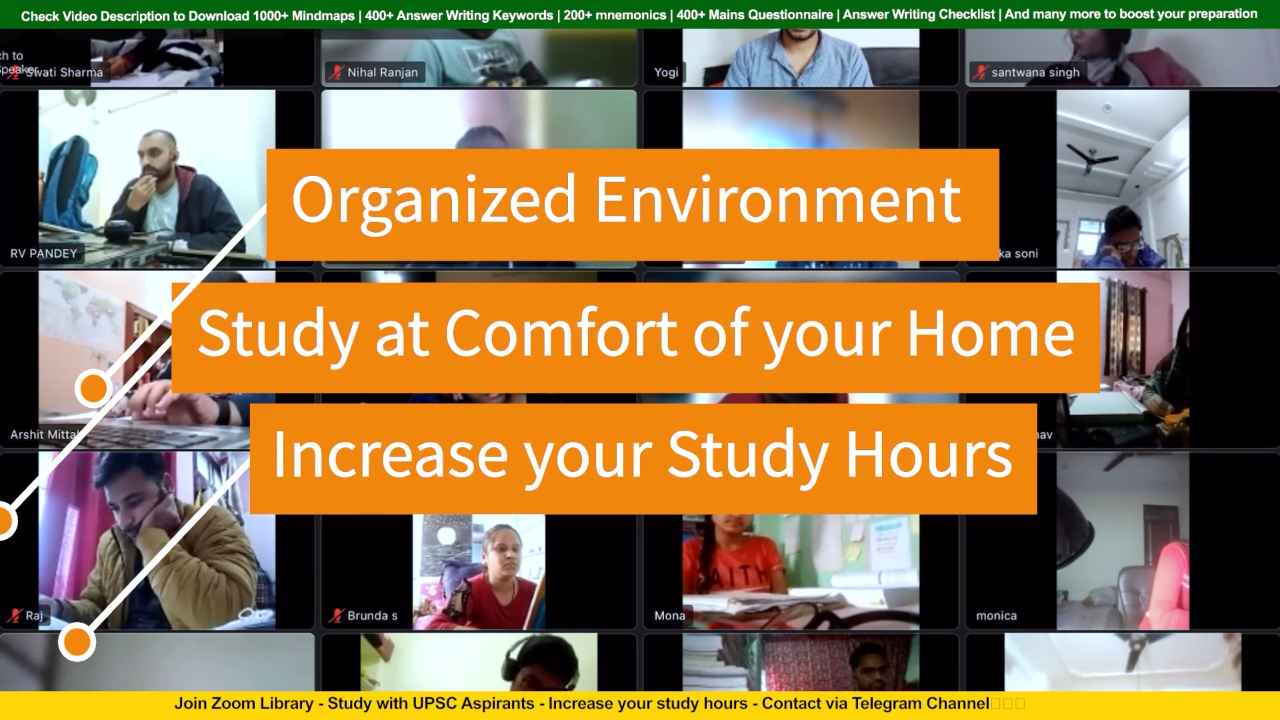 Check Video Description to Download 1000+ Mindmaps | 400+ Answer Writing Keywords | 200+ mnemonics | 400+ Mains Questionnaire | Answer Writing Checklist | And many more to boost your preparation
Swati Sharma
Nihal Ranjan
Yogi
santwana singh
Organized Environment
RV PANDEY
soni
Study at Comfort of your Home
Arshit Mittal
Increase your Study Hours
Raj
Brunda s
Mona
monica
FAITH
Join Zoom Library - Study with UPSC Aspirants - Increase your study hours - Contact via Telegram Channel